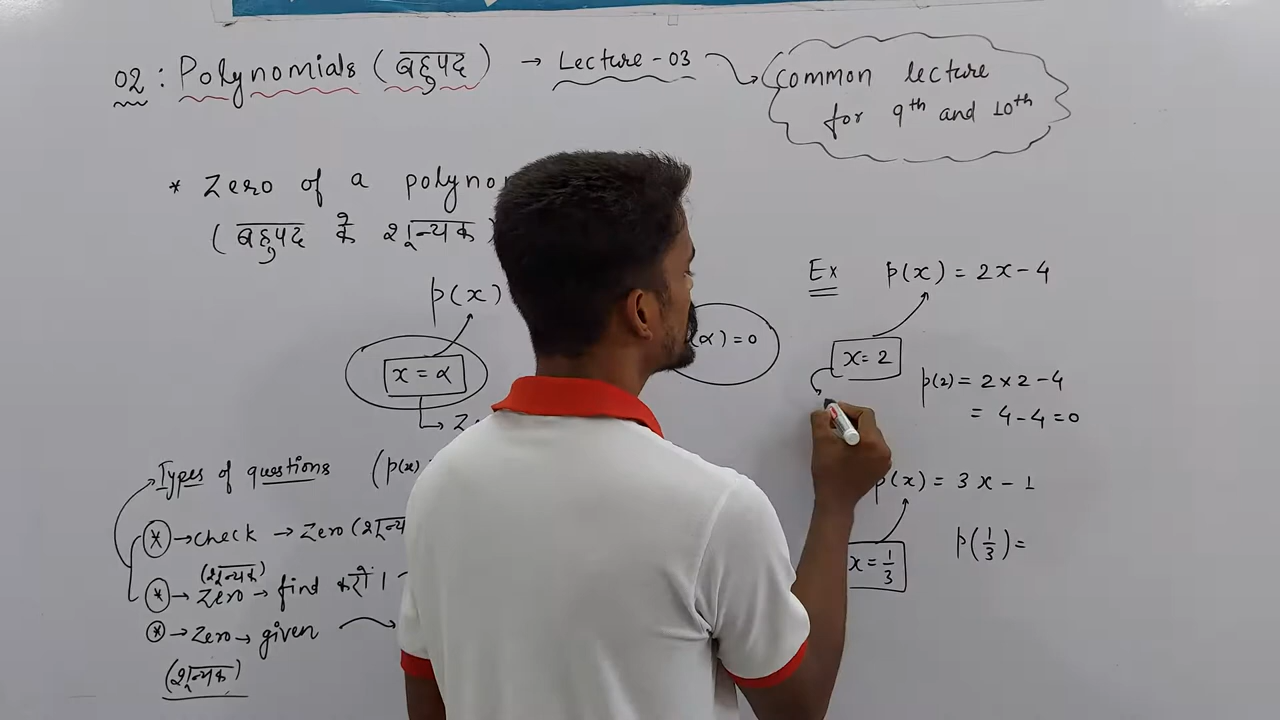 02 : Polynomials (बहुपद) → Lecture - 03
common lecture
for 9th and 10th
* Zero of a
(बहुपद के शून्यक)
p(x)
x = α
α) = 0
Types of questions (p(x)
* → check → Zero
(शून्यक)
* → Zero → find करो।
* → Zero → given
(शून्यक)
Ex p(x) = 2x - 4
x = 2
p(2) = 2 × 2 - 4
= 4 - 4 = 0
p(x) = 3x - 1
x = 1/3
p(1/3) =